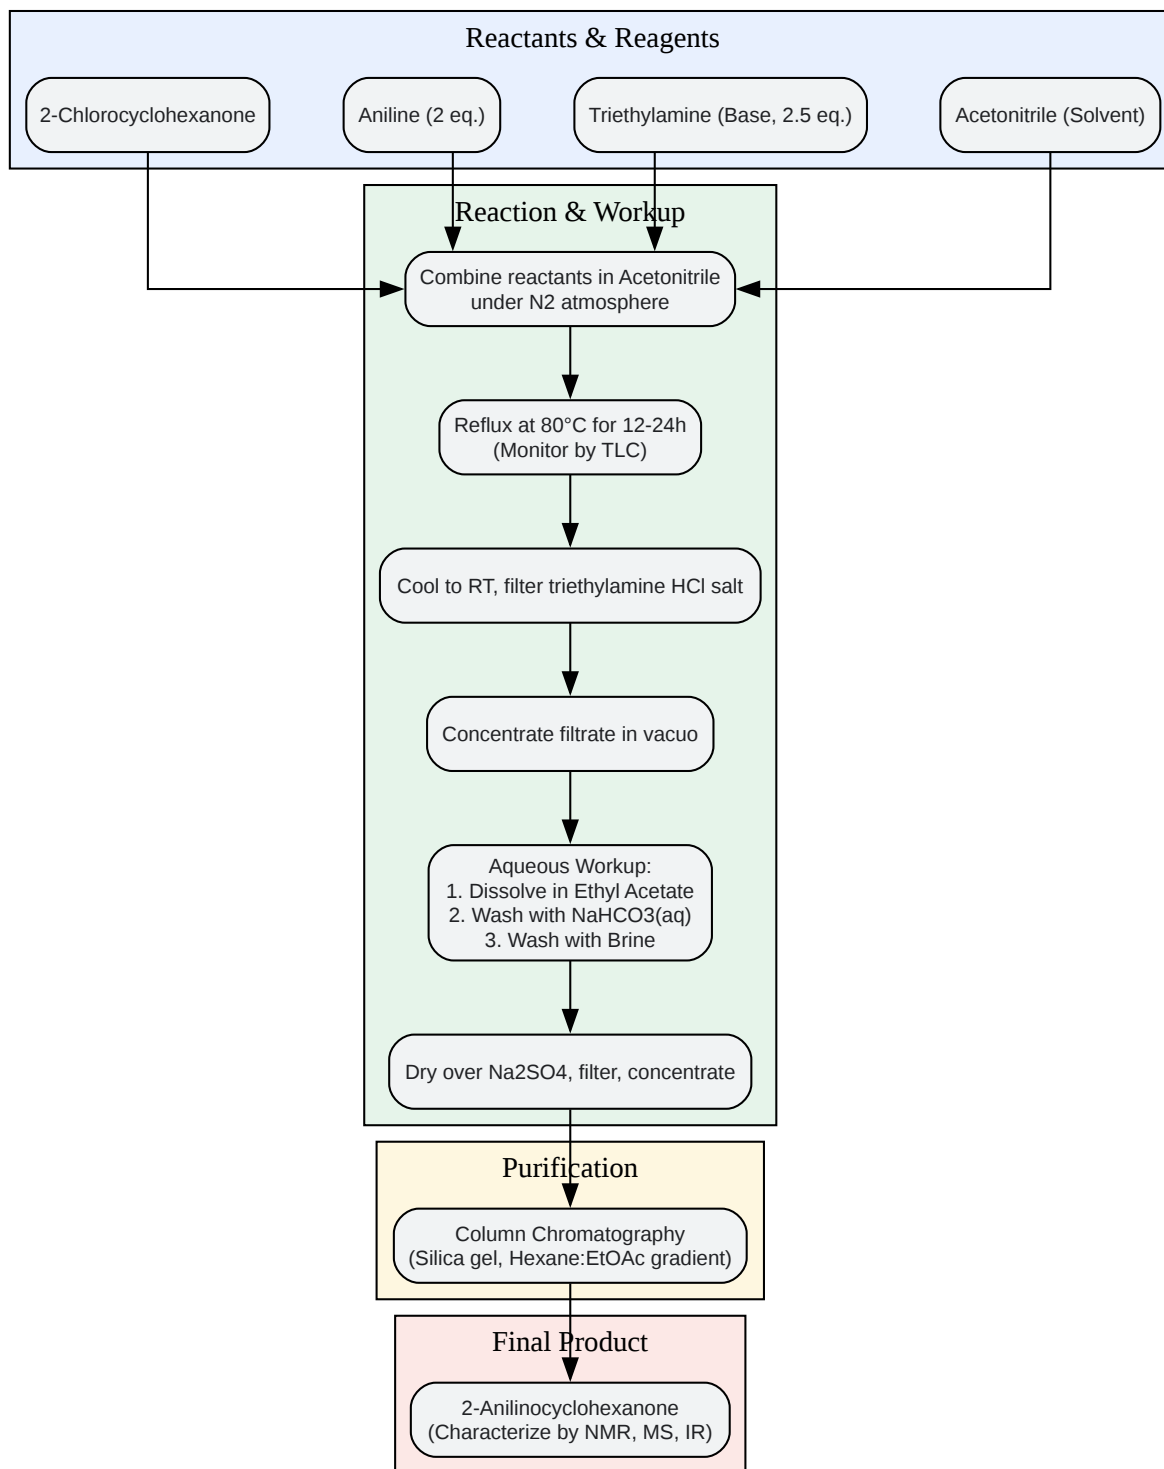 Reactants & Reagents
2-Chlorocyclohexanone
Aniline (2 eq.)
Triethylamine (Base, 2.5 eq.)
Acetonitrile (Solvent)
Reaction & Workup
Combine reactants in Acetonitrile
under N2 atmosphere
Reflux at 80°C for 12-24h
(Monitor by TLC)
Cool to RT, filter triethylamine HCl salt
Concentrate filtrate in vacuo
Aqueous Workup:
1. Dissolve in Ethyl Acetate
2. Wash with NaHCO3(aq)
3. Wash with Brine
Dry over Na2SO4, filter, concentrate
Purification
Column Chromatography
(Silica gel, Hexane:EtOAc gradient)
Final Product
2-Anilinocyclohexanone
(Characterize by NMR, MS, IR)